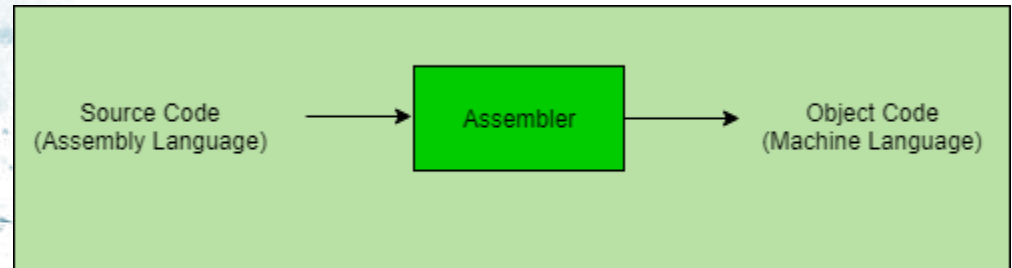 Source Code
(Assembly Language)
Assembler
Object Code
(Machine Language)